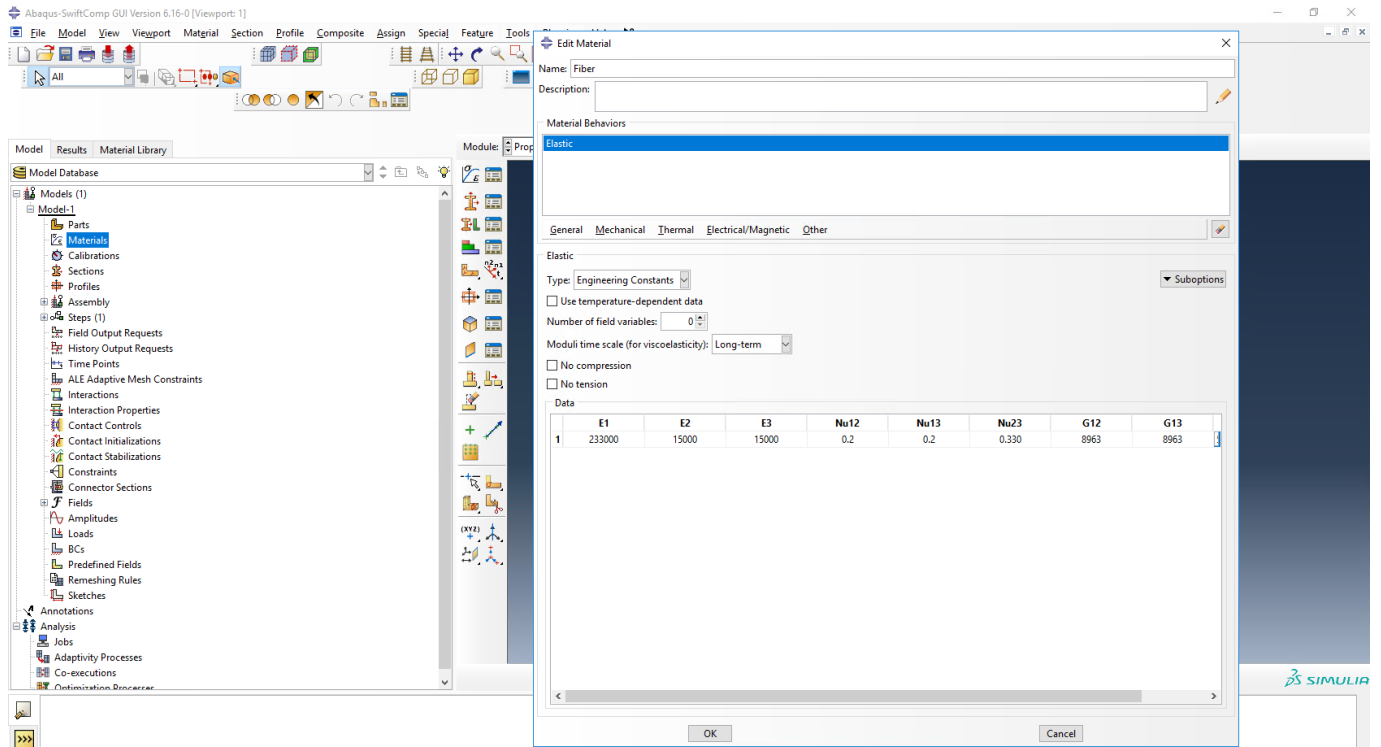 Abaqus-SwiftComp GUI Version 6.16-0 [Viewport: 1]
File Model View Viewport Material Section Profile Composite Assign Special Feature Tools
All
Model Results Material Library
Module: Prop
Model Database
Models (1)
Model-1
Parts
Materials
Calibrations
Sections
Profiles
Assembly
Steps (1)
Field Output Requests
History Output Requests
Time Points
ALE Adaptive Mesh Constraints
Interactions
Interaction Properties
Contact Controls
Contact Initializations
Contact Stabilizations
Constraints
Connector Sections
Fields
Amplitudes
Loads
BCs
Predefined Fields
Remeshing Rules
Sketches
Annotations
Analysis
Jobs
Adaptivity Processes
Co-executions
Optimization Processes
Edit Material
Name: Fiber
Description:
Material Behaviors
Elastic
General Mechanical Thermal Electrical/Magnetic Other
Elastic
Type: Engineering Constants
Suboptions
Use temperature-dependent data
Number of field variables: 0
Moduli time scale (for viscoelasticity): Long-term
No compression
No tension
Data
E1 E2 E3 Nu12 Nu13 Nu23 G12 G13
1 233000 15000 15000 0.2 0.2 0.330 8963 8963
OK Cancel
SIMULIA